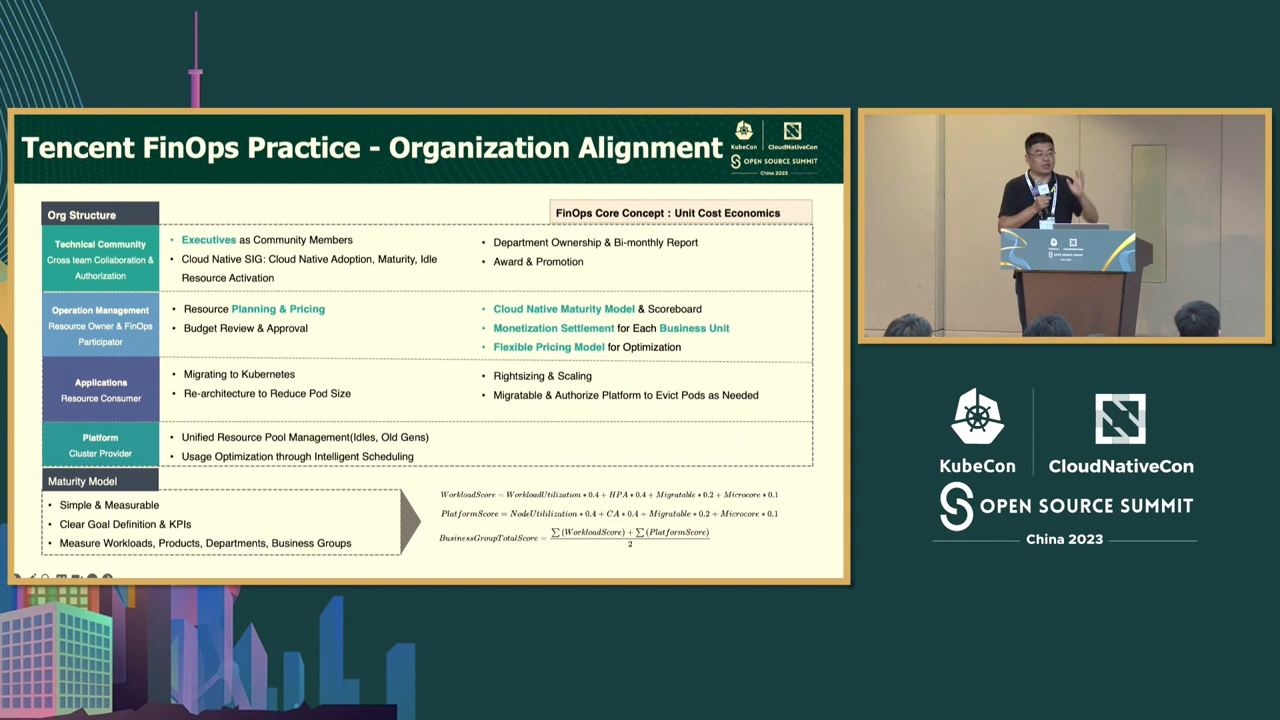 Tencent FinOps Practice - Organization Alignment
KubeCon
CloudNativeCon
OPEN SOURCE SUMMIT
China 2023
Org Structure
FinOps Core Concept : Unit Cost Economics
Technical Community
Cross team Collaboration &
Authorization
• Executives as Community Members
• Cloud Native SIG: Cloud Native Adoption, Maturity, Idle
Resource Activation
• Department Ownership & Bi-monthly Report
• Award & Promotion
Operation Management
Resource Owner & FinOps
Participator
• Resource Planning & Pricing
• Budget Review & Approval
• Cloud Native Maturity Model & Scoreboard
• Monetization Settlement for Each Business Unit
• Flexible Pricing Model for Optimization
Applications
Resource Consumer
• Migrating to Kubernetes
• Re-architecture to Reduce Pod Size
• Rightsizing & Scaling
• Migratable & Authorize Platform to Evict Pods as Needed
Platform
Cluster Provider
• Unified Resource Pool Management(Idles, Old Gens)
• Usage Optimization through Intelligent Scheduling
Maturity Model
• Simple & Measurable
• Clear Goal Definition & KPIs
• Measure Workloads, Products, Departments, Business Groups
WorkloadScore = WorkloadUtilization * 0.4 + HPA * 0.4 + Migratable * 0.2 + Microcore * 0.1
PlatformScore = NodeUtililization * 0.4 + CA * 0.4 + Migratable * 0.2 + Microcore * 0.1
BusinessGroupTotalScore = ∑(WorkloadScore) + ∑(PlatformScore)
2
KubeCon
CloudNativeCon
OPEN SOURCE SUMMIT
China 2023